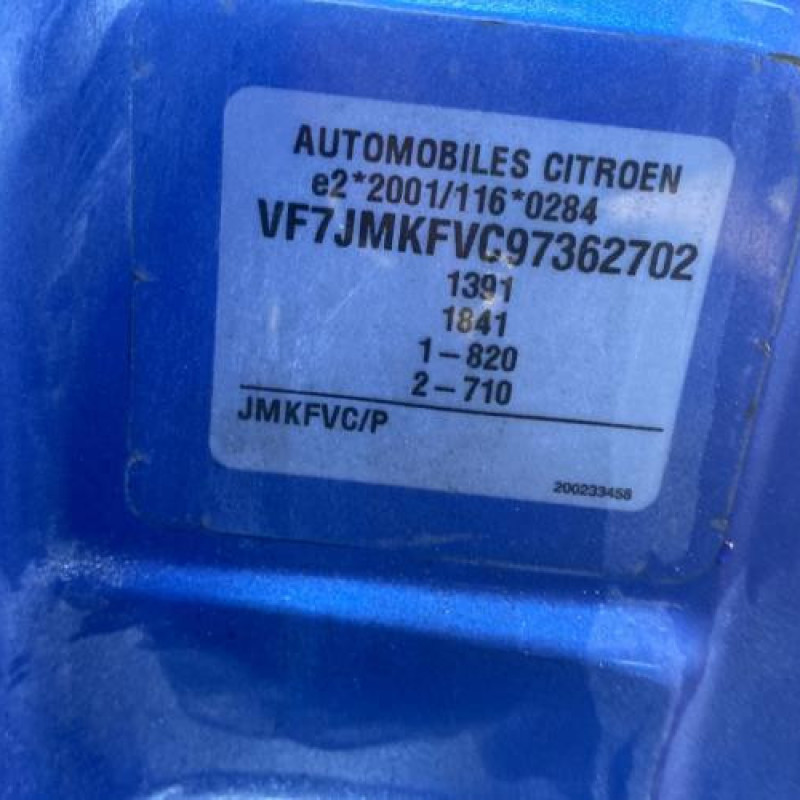 AUTOMOBILES CITROEN
e2*2001/116*0284
VF7JMKFVC97362702
1391
1841
1-820
2-710
JMKFVC/P
200233458